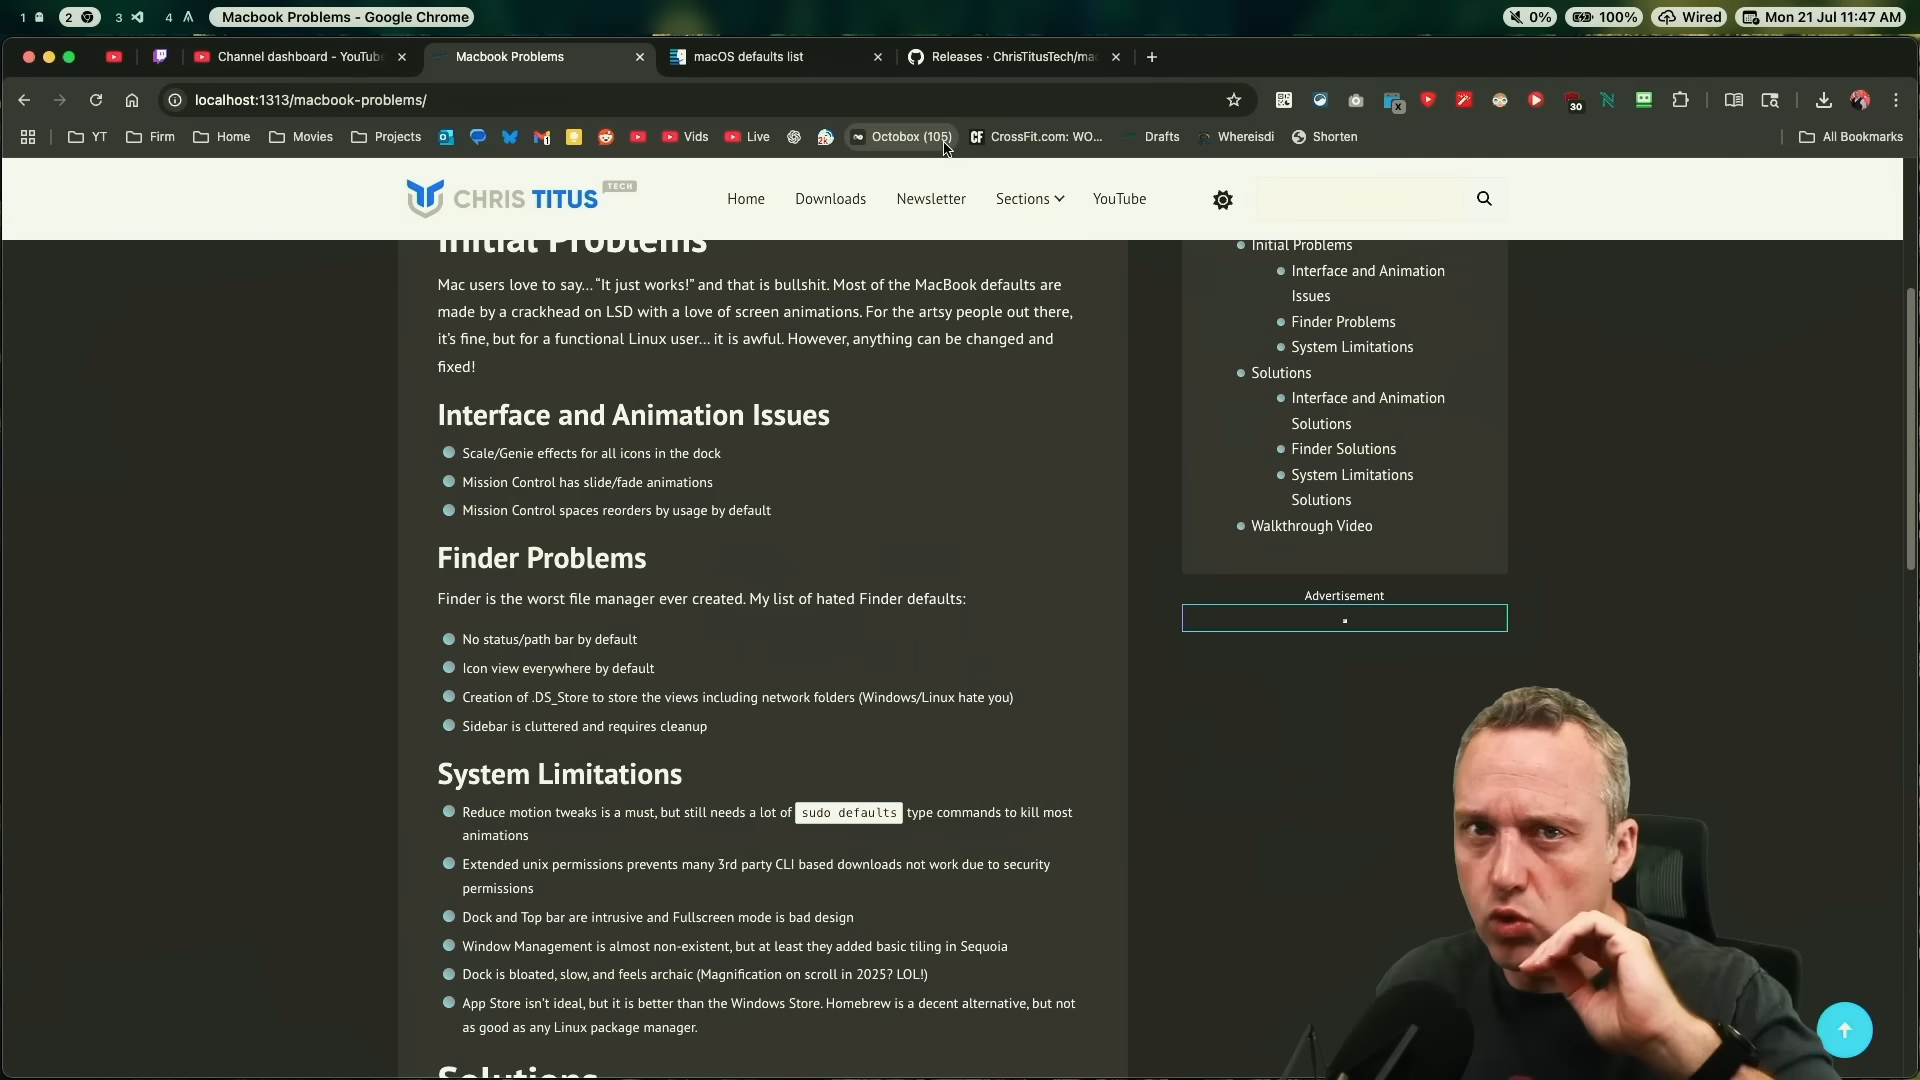 1 2 3 4 Macbook Problems - Google Chrome 0% 100% Wired Mon 21 Jul 11:47 AM
Channel dashboard - YouTube Macbook Problems macOS defaults list Releases · ChrisTitusTech/mac
localhost:1313/macbook-problems/ X 30
YT Firm Home Movies Projects Vids Live 2k Octobox (105) CF CrossFit.com: WO... Drafts Whereisdi Shorten All Bookmarks
CHRIS TITUS TECH Home Downloads Newsletter Sections YouTube
Initial Problems
Mac users love to say... “It just works!” and that is bullshit. Most of the MacBook defaults are
made by a crackhead on LSD with a love of screen animations. For the artsy people out there,
it’s fine, but for a functional Linux user... it is awful. However, anything can be changed and
fixed!
Interface and Animation Issues
Scale/Genie effects for all icons in the dock
Mission Control has slide/fade animations
Mission Control spaces reorders by usage by default
Finder Problems
Finder is the worst file manager ever created. My list of hated Finder defaults:
No status/path bar by default
Icon view everywhere by default
Creation of .DS_Store to store the views including network folders (Windows/Linux hate you)
Sidebar is cluttered and requires cleanup
System Limitations
Reduce motion tweaks is a must, but still needs a lot of sudo defaults type commands to kill most
animations
Extended unix permissions prevents many 3rd party CLI based downloads not work due to security
permissions
Dock and Top bar are intrusive and Fullscreen mode is bad design
Window Management is almost non-existent, but at least they added basic tiling in Sequoia
Dock is bloated, slow, and feels archaic (Magnification on scroll in 2025? LOL!)
App Store isn’t ideal, but it is better than the Windows Store. Homebrew is a decent alternative, but not
as good as any Linux package manager.
Solutions
Initial Problems
Interface and Animation
Issues
Finder Problems
System Limitations
Solutions
Interface and Animation
Solutions
Finder Solutions
System Limitations
Solutions
Walkthrough Video
Advertisement